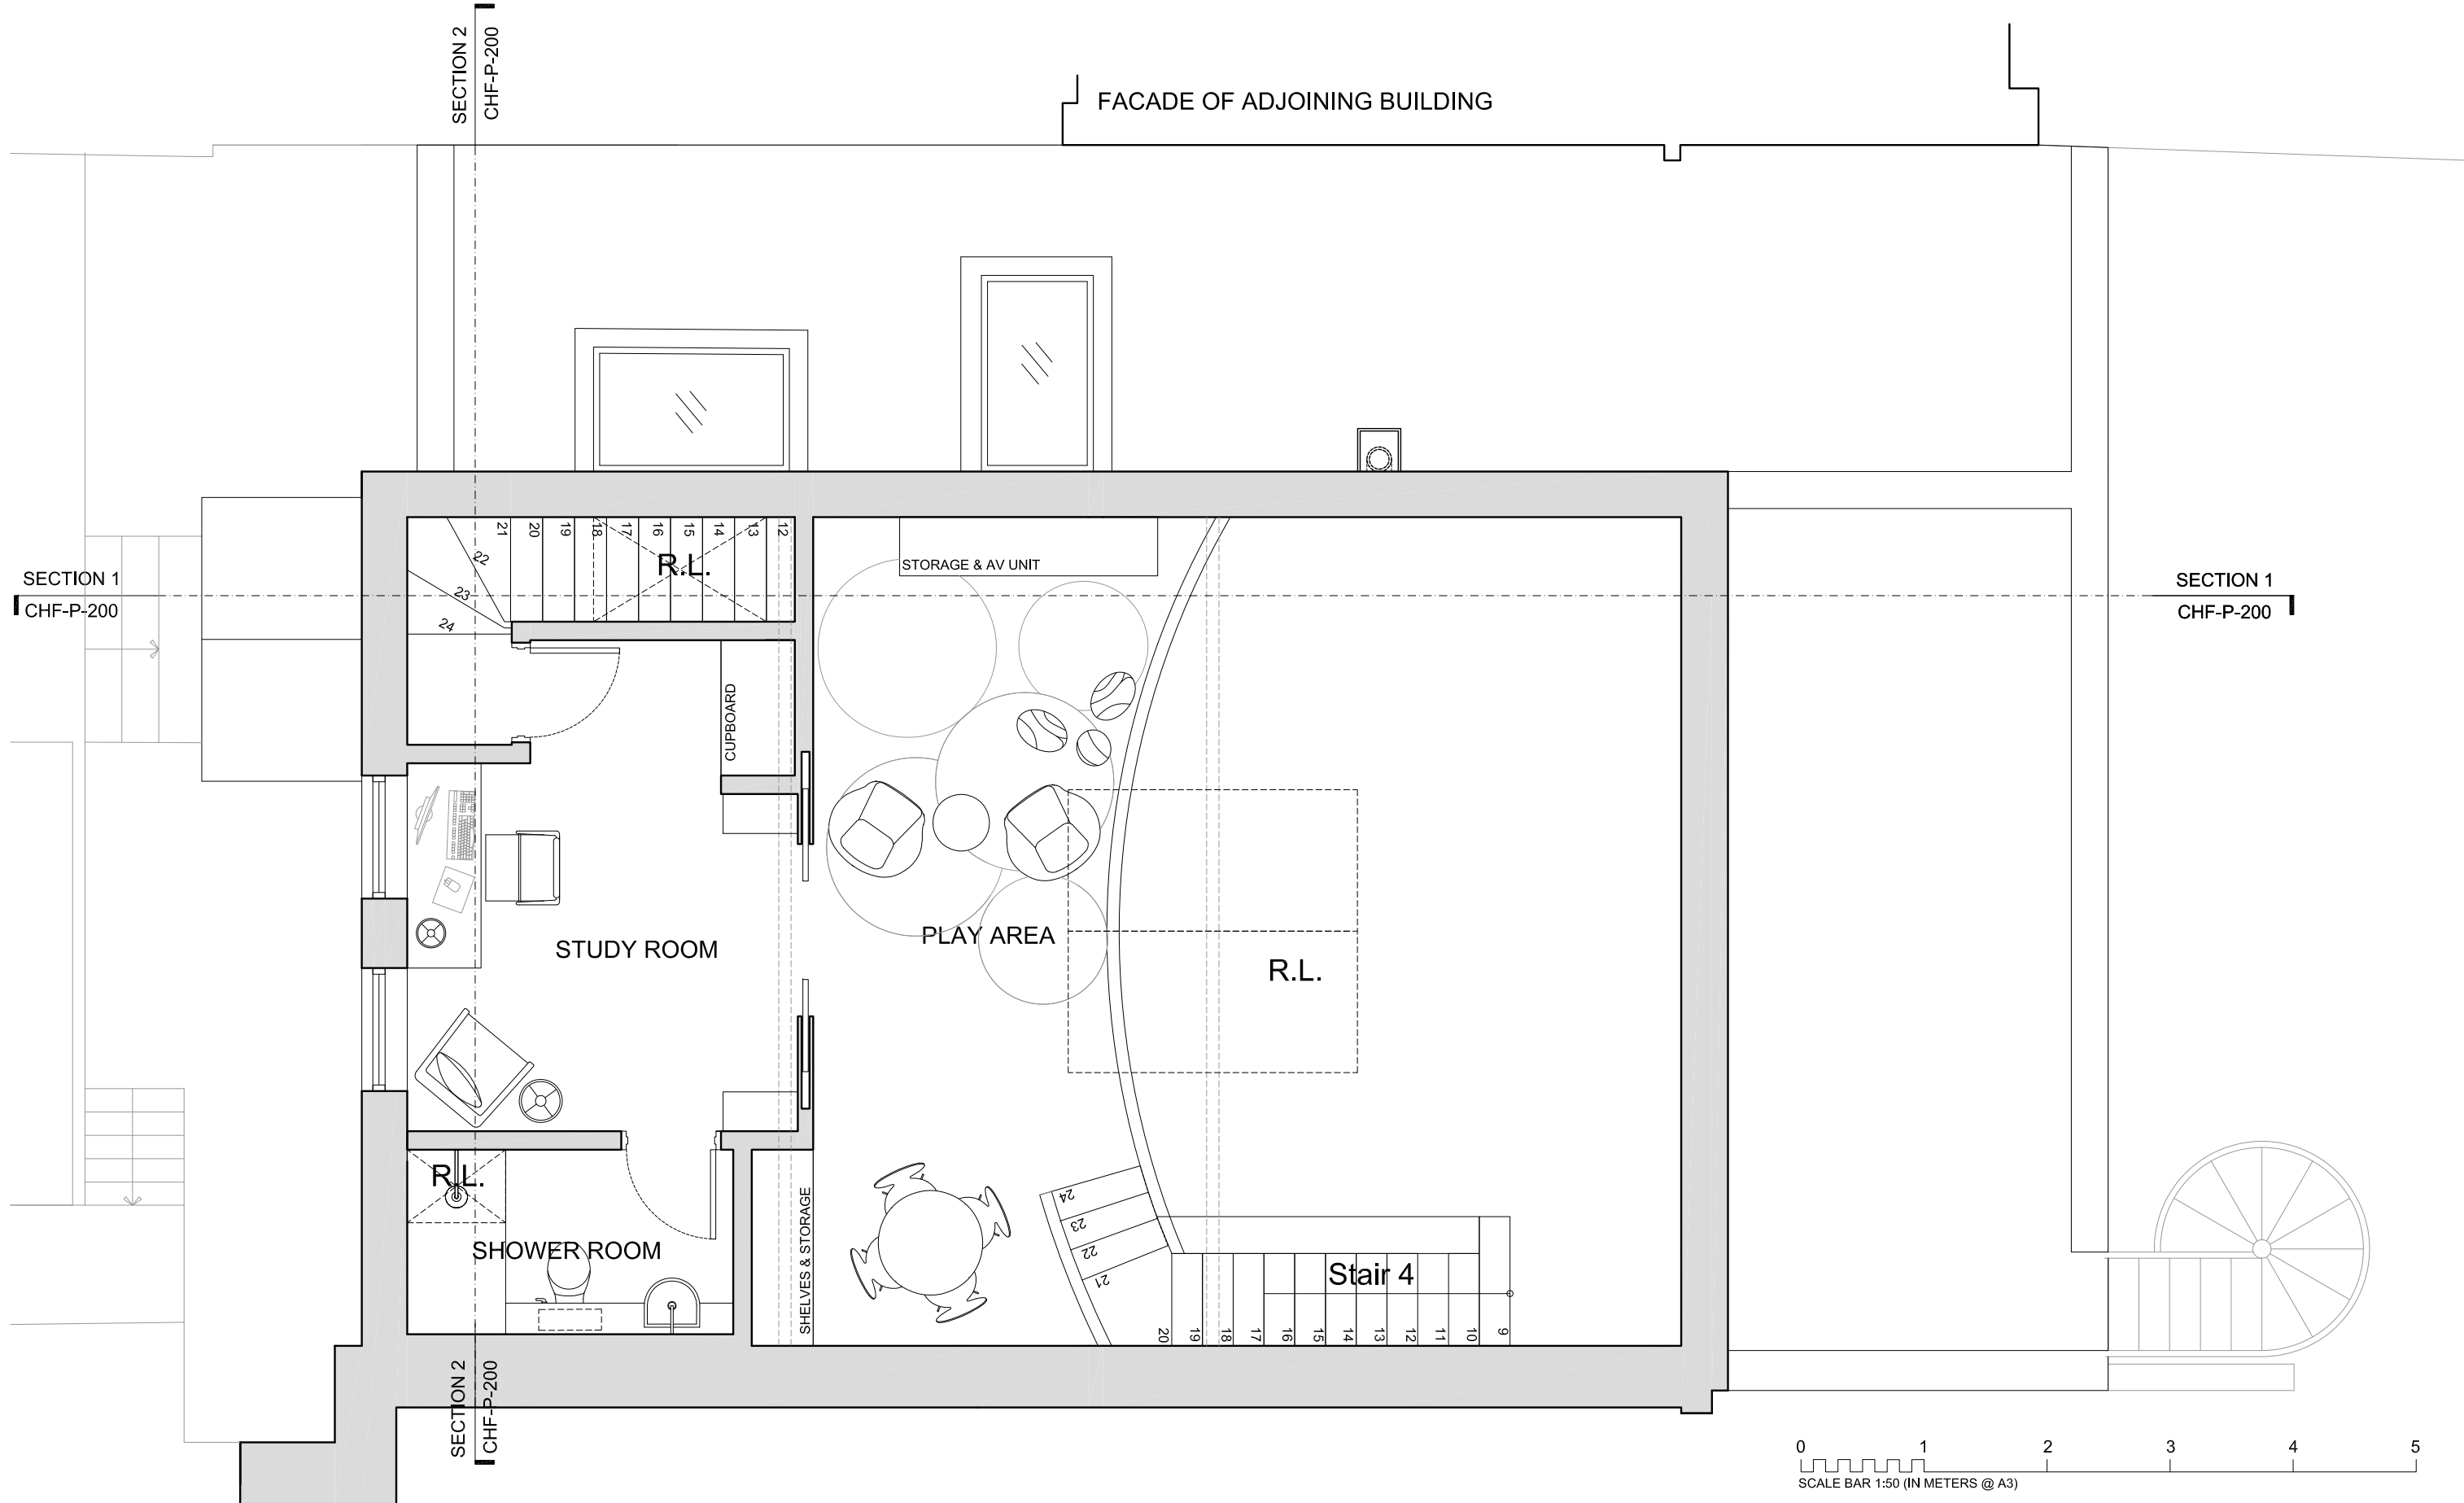 SECTION 2
CHF-P-200
FACADE OF ADJOINING BUILDING
SECTION 1
CHF-P-200
SECTION 1
CHF-P-200
21
20
19
18
17
16
15
14
13
12
22
23
24
R.L.
STORAGE & AV UNIT
CUPBOARD
STUDY ROOM
PLAY AREA
R.L.
R.L.
SHOWER ROOM
SHELVES & STORAGE
24
23
22
21
Stair 4
20
19
18
17
16
15
14
13
12
11
10
9
SECTION 2
CHF-P-200
0 1 2 3 4 5
SCALE BAR 1:50 (IN METERS @ A3)